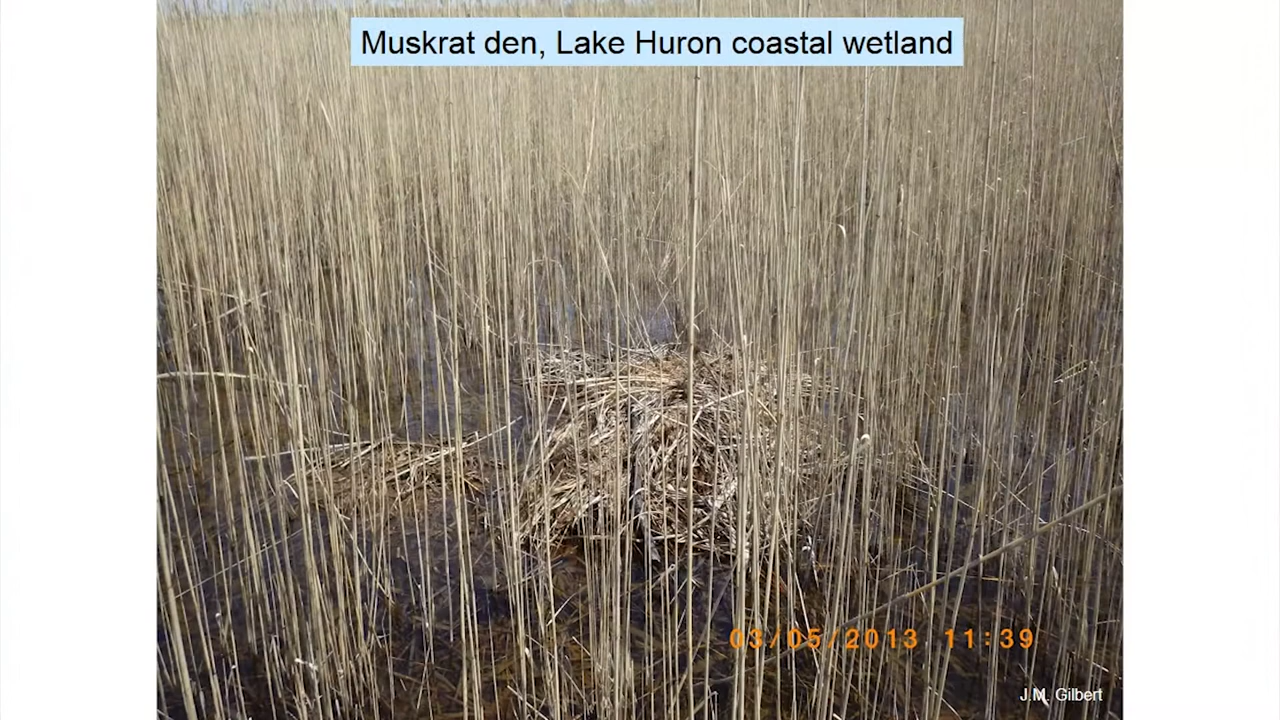 Muskrat den, Lake Huron coastal wetland
03/05/2013 11:39
J.M. Gilbert